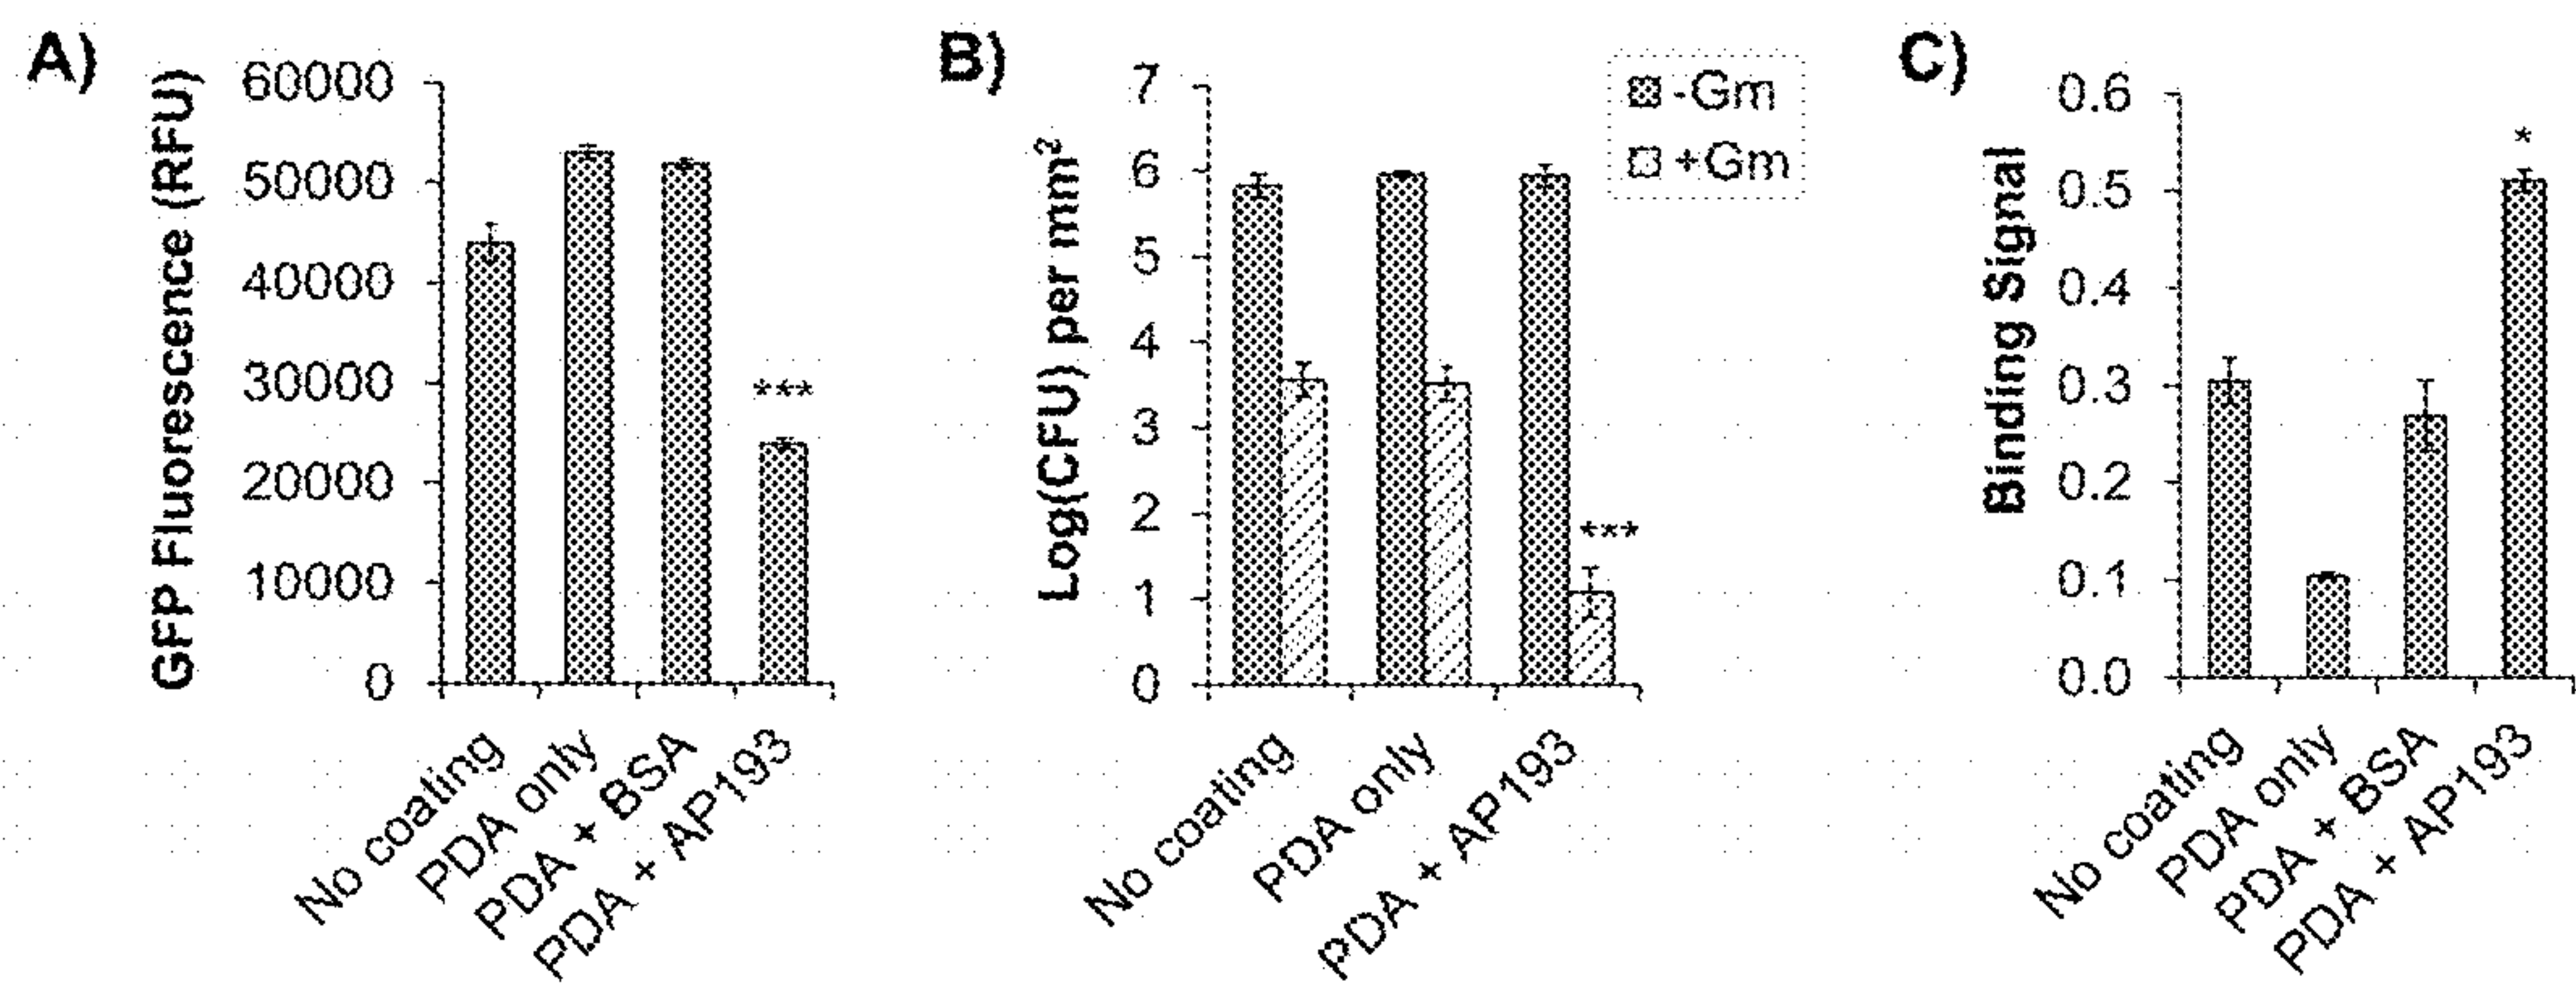 A)
GFP Fluorescence (RFU)
60000
50000
40000
30000
20000
10000
0
***
No coating
PDA only
PDA + BSA
PDA + AP193
B)
Log(CFU) per mm²
7
6
5
4
3
2
1
0
-Gm
+Gm
***
No coating
PDA only
PDA + AP193
C)
Binding Signal
0.6
0.5
0.4
0.3
0.2
0.1
0.0
*
No coating
PDA only
PDA + BSA
PDA + AP193